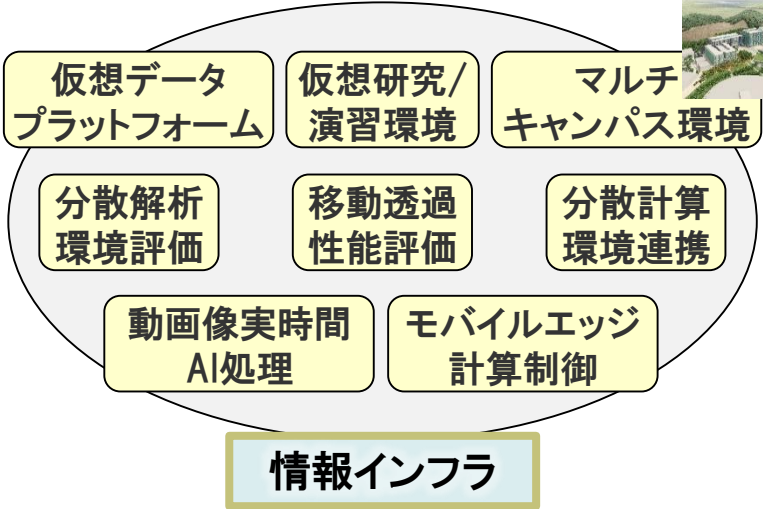 仮想データ
プラットフォーム
仮想研究/
演習環境
マルチ
キャンパス環境
分散解析
環境評価
移動透過
性能評価
分散計算
環境連携
動画像実時間
AI処理
モバイルエッジ
計算制御
情報インフラ